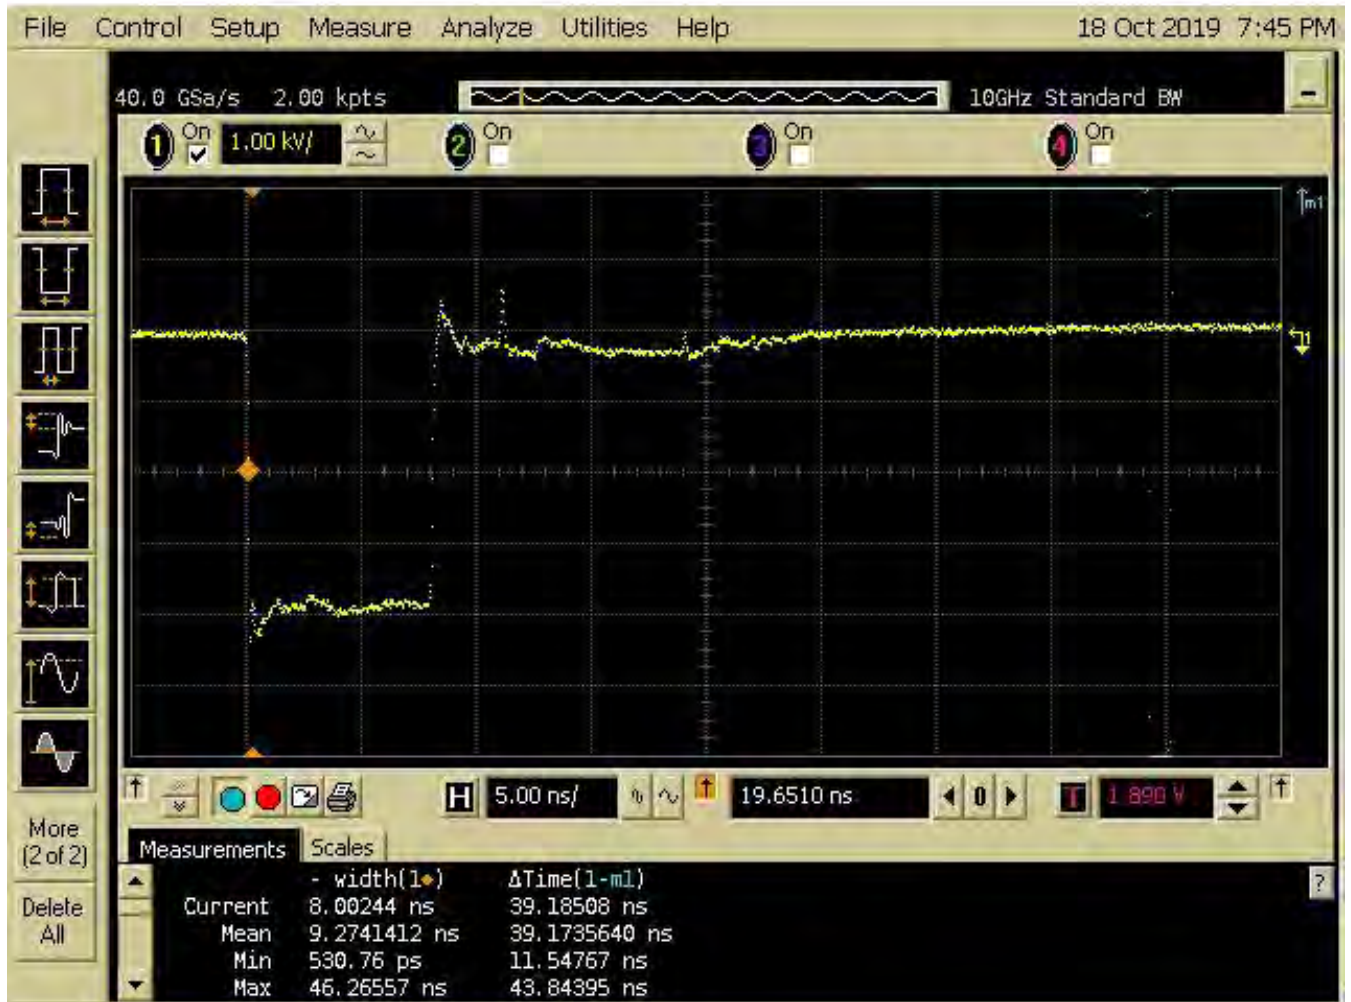 File Control Setup Measure Analyze Utilities Help 18 Oct 2019 7:45 PM
40.0 GSa/s 2.00 kpts 10GHz Standard BW
1 On 1.00 kV/ 2 On 3 On 4 On
m1
1
H 5.00 ns/ 19.6510 ns 0 T 1.890 V
More
(2 of 2)
Delete
All
Measurements Scales
- width(1◆) ΔTime(1-m1) ?
Current 8.00244 ns 39.18508 ns
Mean 9.2741412 ns 39.1735640 ns
Min 530.76 ps 11.54767 ns
Max 46.26557 ns 43.84395 ns